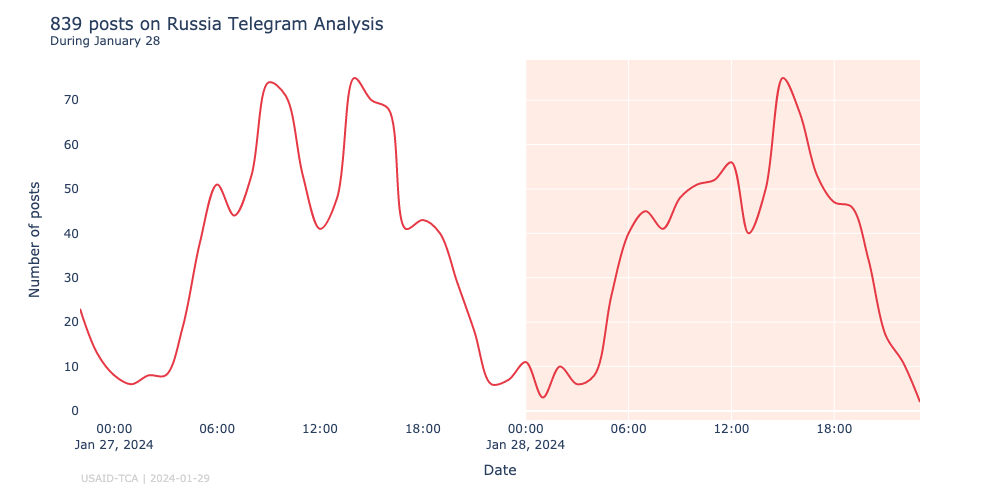 839 posts on Russia Telegram Analysis
During January 28
Number of posts
70
60
50
40
30
20
10
0
00:00 06:00 12:00 18:00 00:00 06:00 12:00 18:00
Jan 27, 2024 Jan 28, 2024
Date
USAID-TCA | 2024-01-29